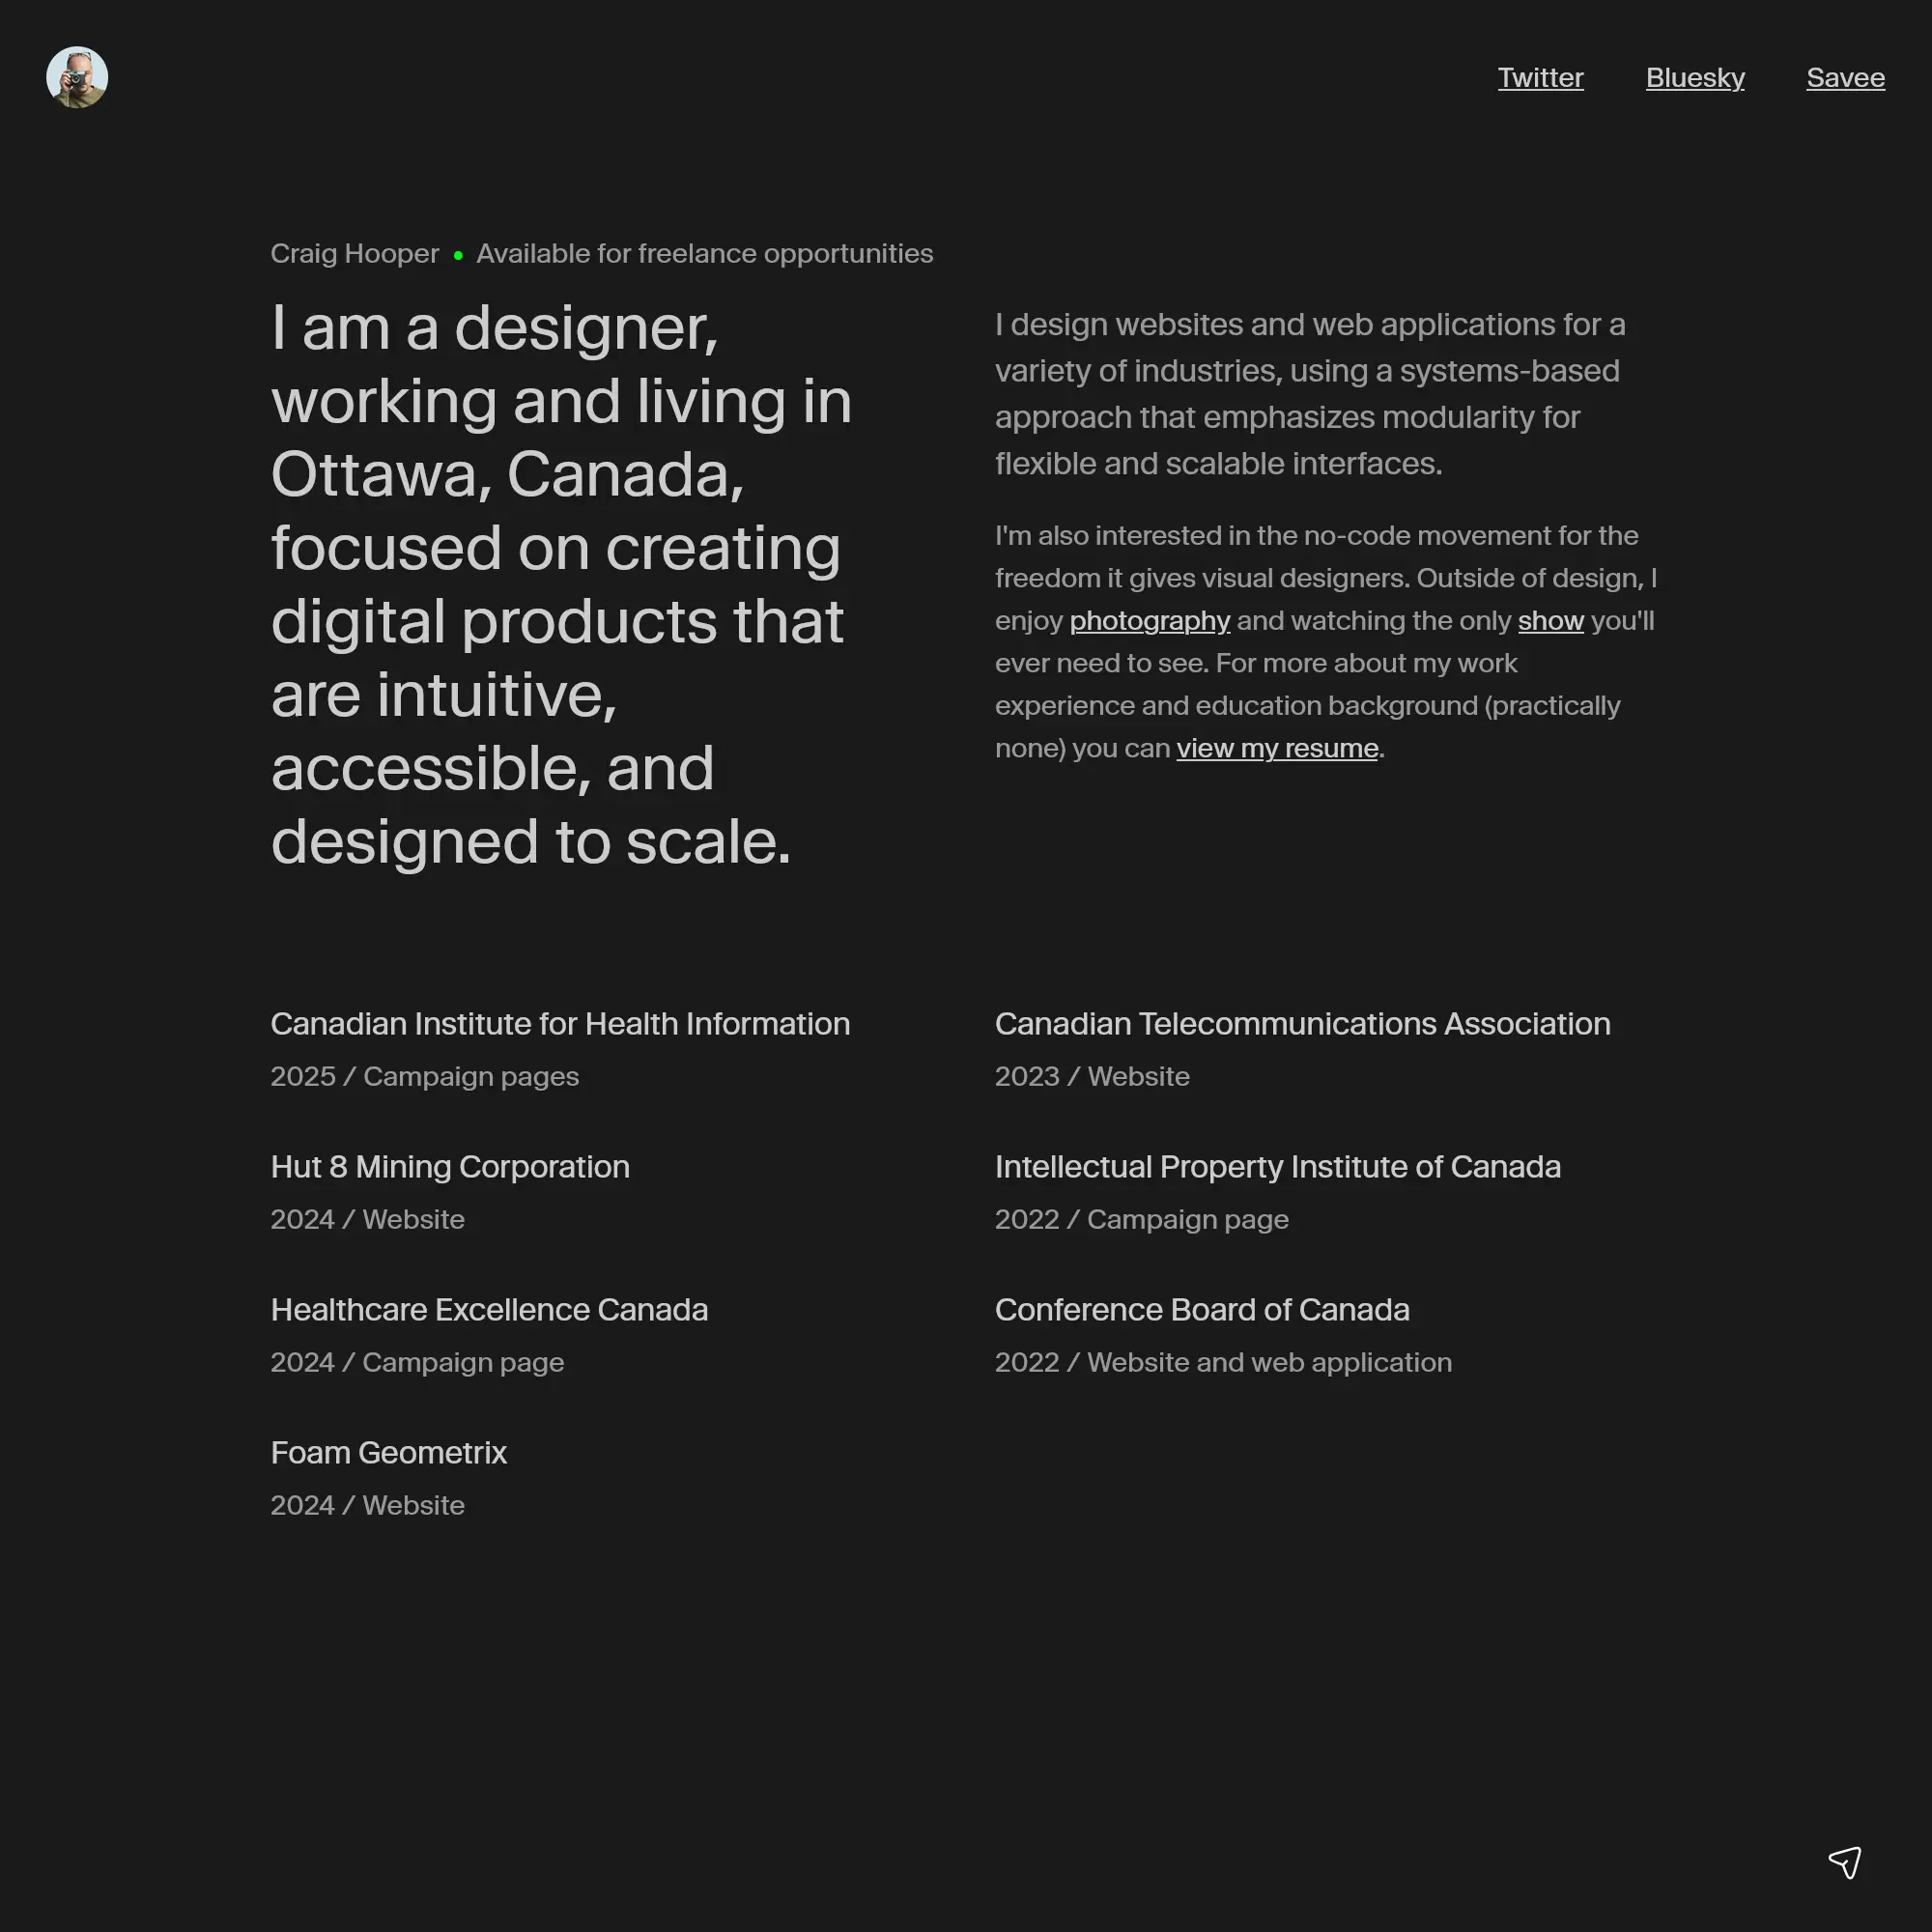 Twitter
Bluesky
Savee
Craig Hooper • Available for freelance opportunities
I am a designer,
working and living in
Ottawa, Canada,
focused on creating
digital products that
are intuitive,
accessible, and
designed to scale.
I design websites and web applications for a
variety of industries, using a systems-based
approach that emphasizes modularity for
flexible and scalable interfaces.
I'm also interested in the no-code movement for the
freedom it gives visual designers. Outside of design, I
enjoy photography and watching the only show you'll
ever need to see. For more about my work
experience and education background (practically
none) you can view my resume.
Canadian Institute for Health Information
2025 / Campaign pages
Hut 8 Mining Corporation
2024 / Website
Healthcare Excellence Canada
2024 / Campaign page
Foam Geometrix
2024 / Website
Canadian Telecommunications Association
2023 / Website
Intellectual Property Institute of Canada
2022 / Campaign page
Conference Board of Canada
2022 / Website and web application